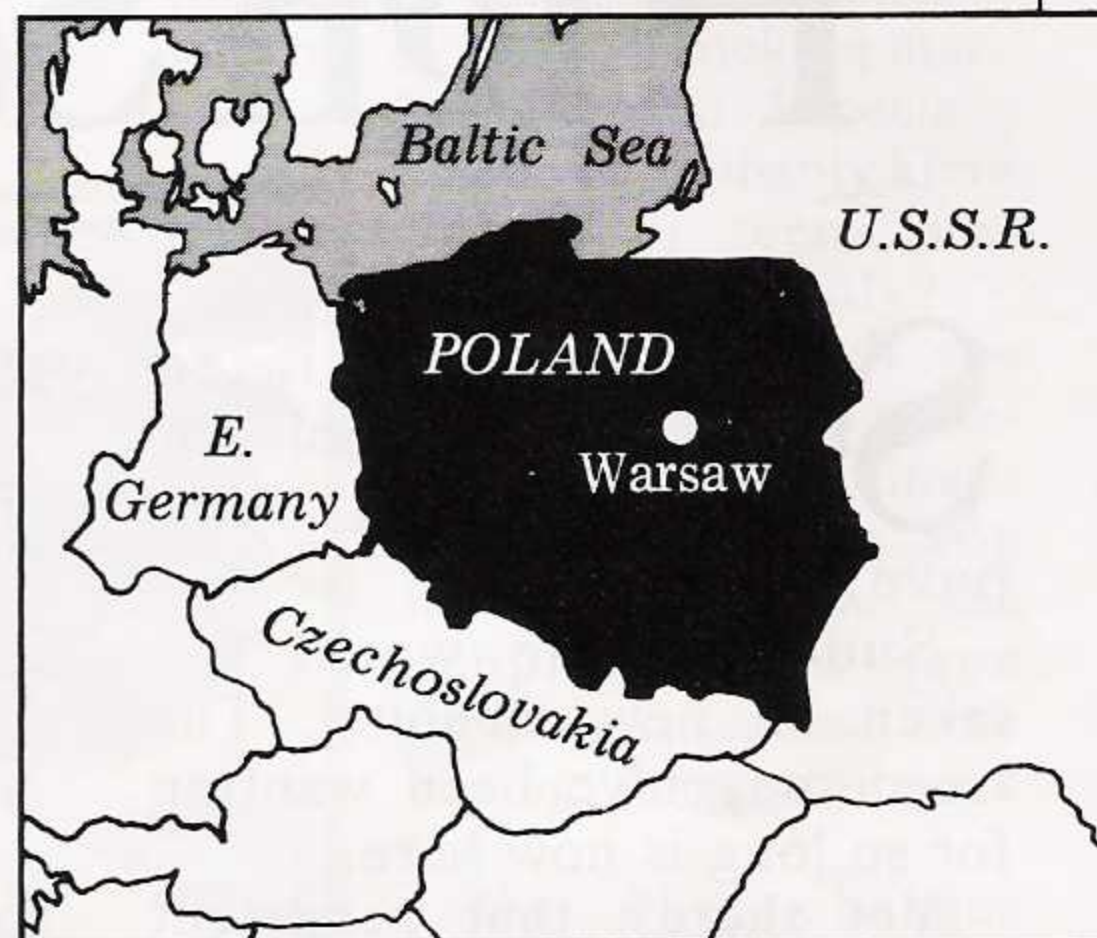 Baltic Sea
U.S.S.R.
POLAND
Warsaw
E.
Germany
Czechoslovakia